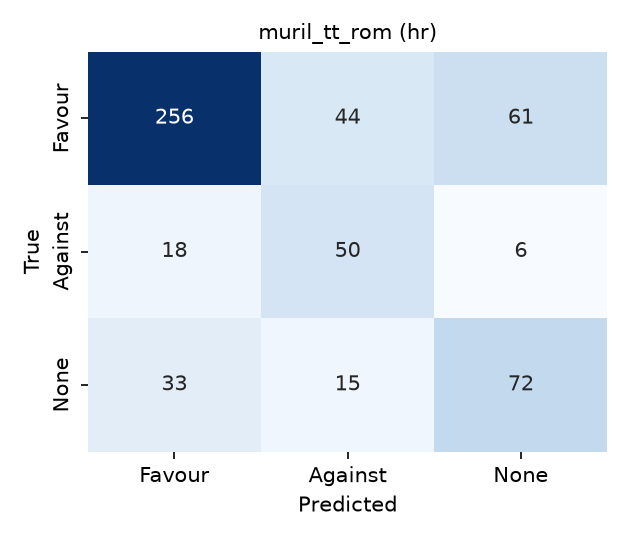 muril_tt_rom (hr)
True
Favour
256 44 61
Against
18 50 6
None
33 15 72
Favour Against None
Predicted